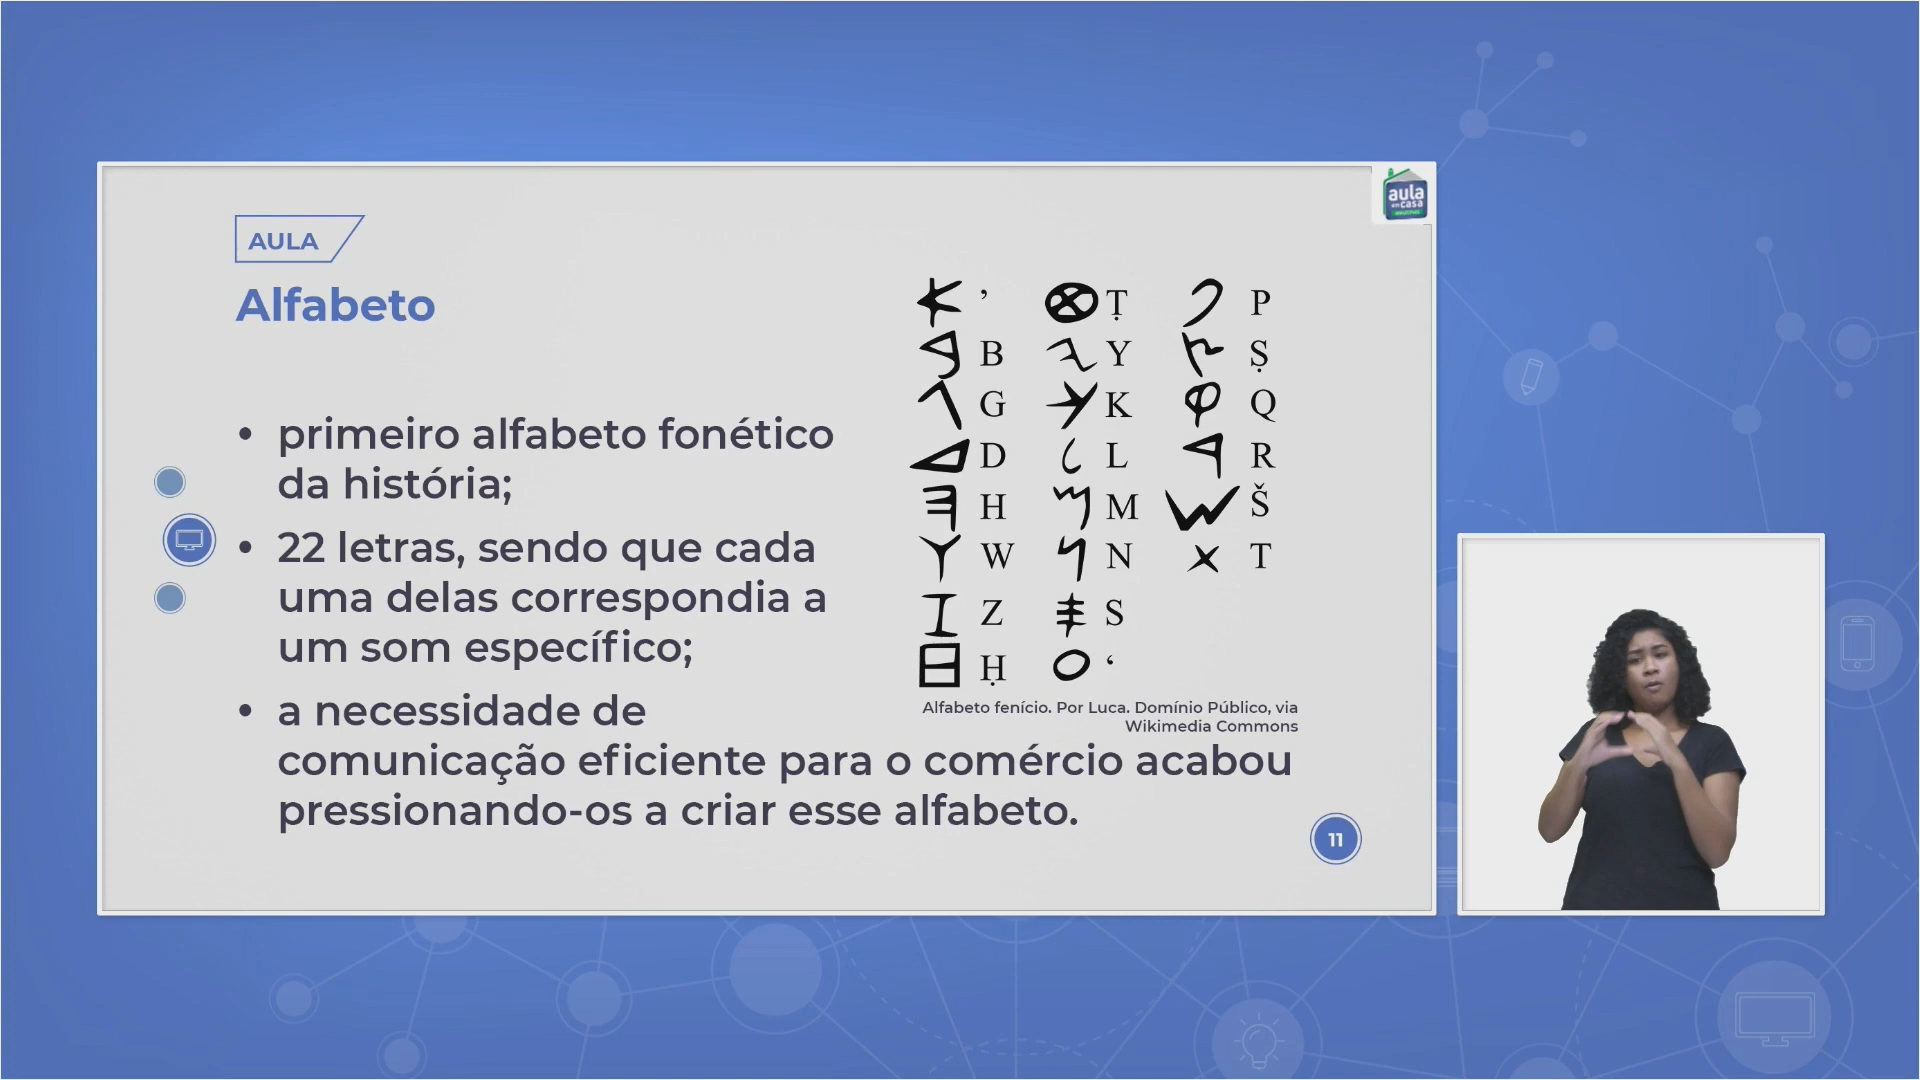 aula
em casa
AULA
Alfabeto
• primeiro alfabeto fonético
da história;
• 22 letras, sendo que cada
uma delas correspondia a
um som específico;
• a necessidade de
comunicação eficiente para o comércio acabou
pressionando-os a criar esse alfabeto.
𐤀 ’ 𐤈 Ṭ 𐤐 P
𐤁 B 𐤉 Y 𐤑 Ṣ
𐤂 G 𐤊 K 𐤒 Q
𐤃 D 𐤋 L 𐤓 R
𐤄 H 𐤌 M 𐤔 Š
𐤅 W 𐤍 N 𐤕 T
𐤆 Z 𐤎 S
𐤇 Ḥ 𐤏 ‘
Alfabeto fenício. Por Luca. Domínio Público, via
Wikimedia Commons
11